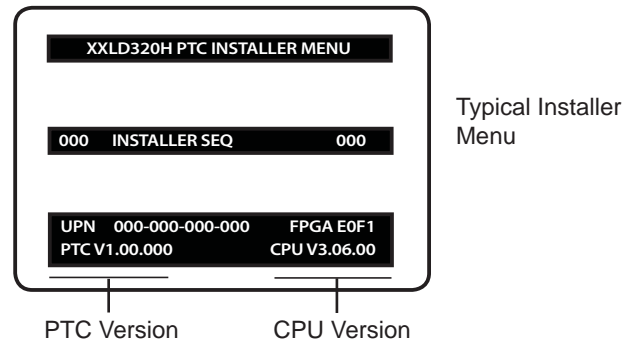 XXLD320H PTC INSTALLER MENU
000 INSTALLER SEQ 000
Typical Installer
Menu
UPN 000-000-000-000 FPGA E0F1
PTC V1.00.000 CPU V3.06.00
PTC Version CPU Version